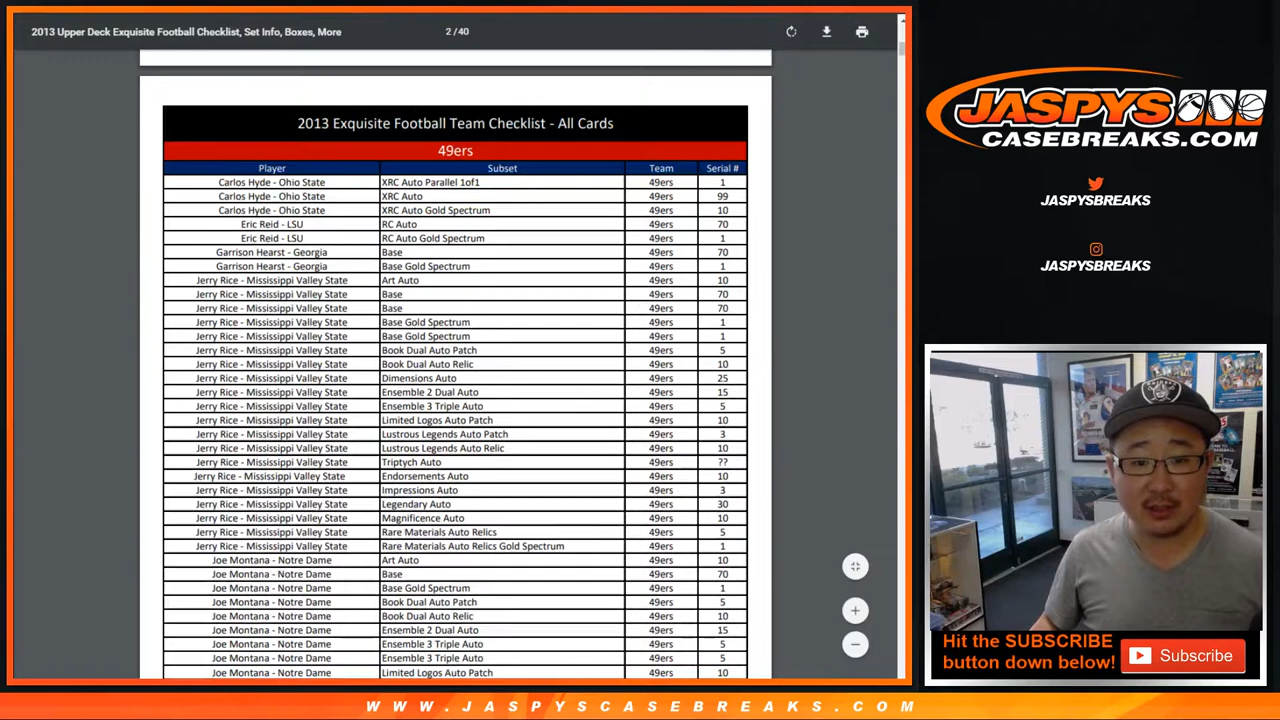 2013 Upper Deck Exquisite Football Checklist, Set Info, Boxes, More 2 / 40
2013 Exquisite Football Team Checklist - All Cards
49ers
Player Subset Team Serial #
Carlos Hyde - Ohio State XRC Auto Parallel 1of1 49ers 1
Carlos Hyde - Ohio State XRC Auto 49ers 99
Carlos Hyde - Ohio State XRC Auto Gold Spectrum 49ers 10
Eric Reid - LSU RC Auto 49ers 70
Eric Reid - LSU RC Auto Gold Spectrum 49ers 1
Garrison Hearst - Georgia Base 49ers 70
Garrison Hearst - Georgia Base Gold Spectrum 49ers 1
Jerry Rice - Mississippi Valley State Art Auto 49ers 10
Jerry Rice - Mississippi Valley State Base 49ers 70
Jerry Rice - Mississippi Valley State Base 49ers 70
Jerry Rice - Mississippi Valley State Base Gold Spectrum 49ers 1
Jerry Rice - Mississippi Valley State Base Gold Spectrum 49ers 1
Jerry Rice - Mississippi Valley State Book Dual Auto Patch 49ers 5
Jerry Rice - Mississippi Valley State Book Dual Auto Relic 49ers 10
Jerry Rice - Mississippi Valley State Dimensions Auto 49ers 25
Jerry Rice - Mississippi Valley State Ensemble 2 Dual Auto 49ers 15
Jerry Rice - Mississippi Valley State Ensemble 3 Triple Auto 49ers 5
Jerry Rice - Mississippi Valley State Limited Logos Auto Patch 49ers 10
Jerry Rice - Mississippi Valley State Lustrous Legends Auto Patch 49ers 3
Jerry Rice - Mississippi Valley State Lustrous Legends Auto Relic 49ers 10
Jerry Rice - Mississippi Valley State Triptych Auto 49ers ??
Jerry Rice - Mississippi Valley State Endorsements Auto 49ers 10
Jerry Rice - Mississippi Valley State Impressions Auto 49ers 3
Jerry Rice - Mississippi Valley State Legendary Auto 49ers 30
Jerry Rice - Mississippi Valley State Magnificence Auto 49ers 10
Jerry Rice - Mississippi Valley State Rare Materials Auto Relics 49ers 5
Jerry Rice - Mississippi Valley State Rare Materials Auto Relics Gold Spectrum 49ers 1
Joe Montana - Notre Dame Art Auto 49ers 10
Joe Montana - Notre Dame Base 49ers 70
Joe Montana - Notre Dame Base Gold Spectrum 49ers 1
Joe Montana - Notre Dame Book Dual Auto Patch 49ers 5
Joe Montana - Notre Dame Book Dual Auto Relic 49ers 10
Joe Montana - Notre Dame Ensemble 2 Dual Auto 49ers 15
Joe Montana - Notre Dame Ensemble 3 Triple Auto 49ers 5
Joe Montana - Notre Dame Ensemble 3 Triple Auto 49ers 5
Joe Montana - Notre Dame Limited Logos Auto Patch 49ers 10
JASPYS
CASEBREAKS.COM
JASPYSBREAKS
JASPYSBREAKS
Hit the SUBSCRIBE
button down below!
Subscribe
WWW.JASPYSCASEBREAKS.COM